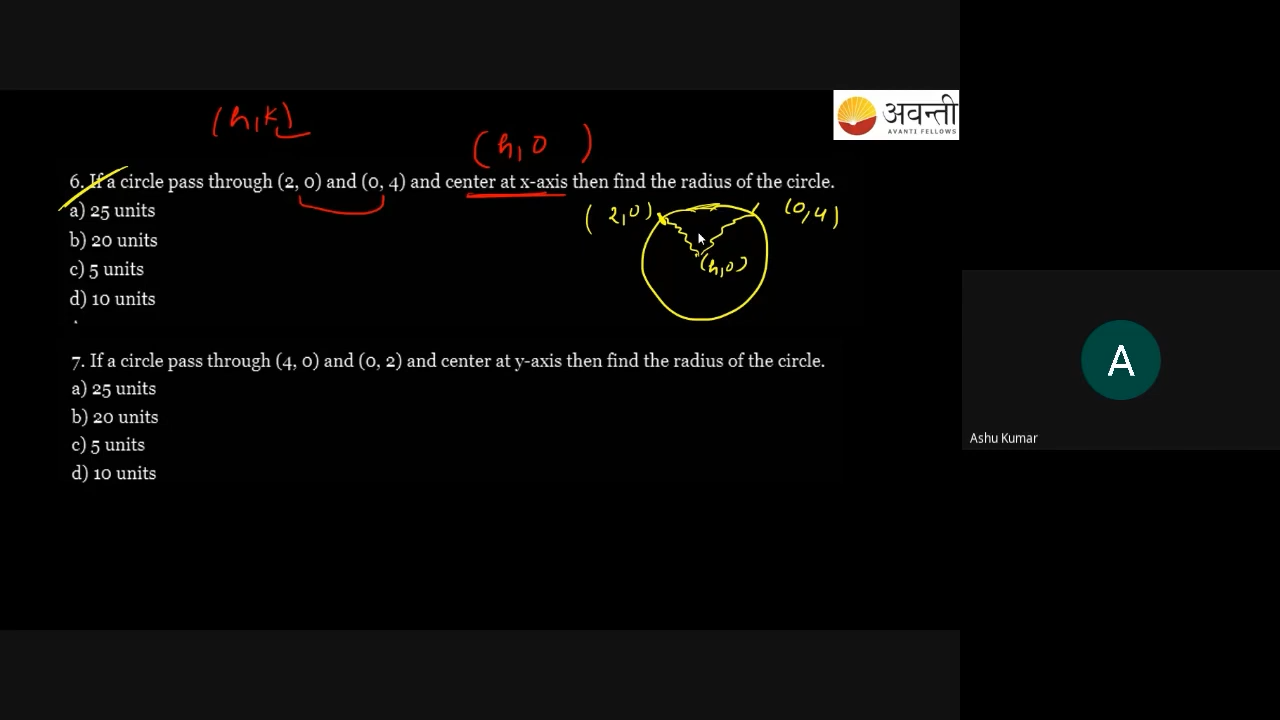 (h,k)
अवन्ती
AVANTI FELLOWS
(h,0 )
6. If a circle pass through (2, 0) and (0, 4) and center at x-axis then find the radius of the circle.
a) 25 units
(2,0)
(0,4)
b) 20 units
c) 5 units
(h,0)
d) 10 units
7. If a circle pass through (4, 0) and (0, 2) and center at y-axis then find the radius of the circle.
a) 25 units
b) 20 units
c) 5 units
d) 10 units
A
Ashu Kumar